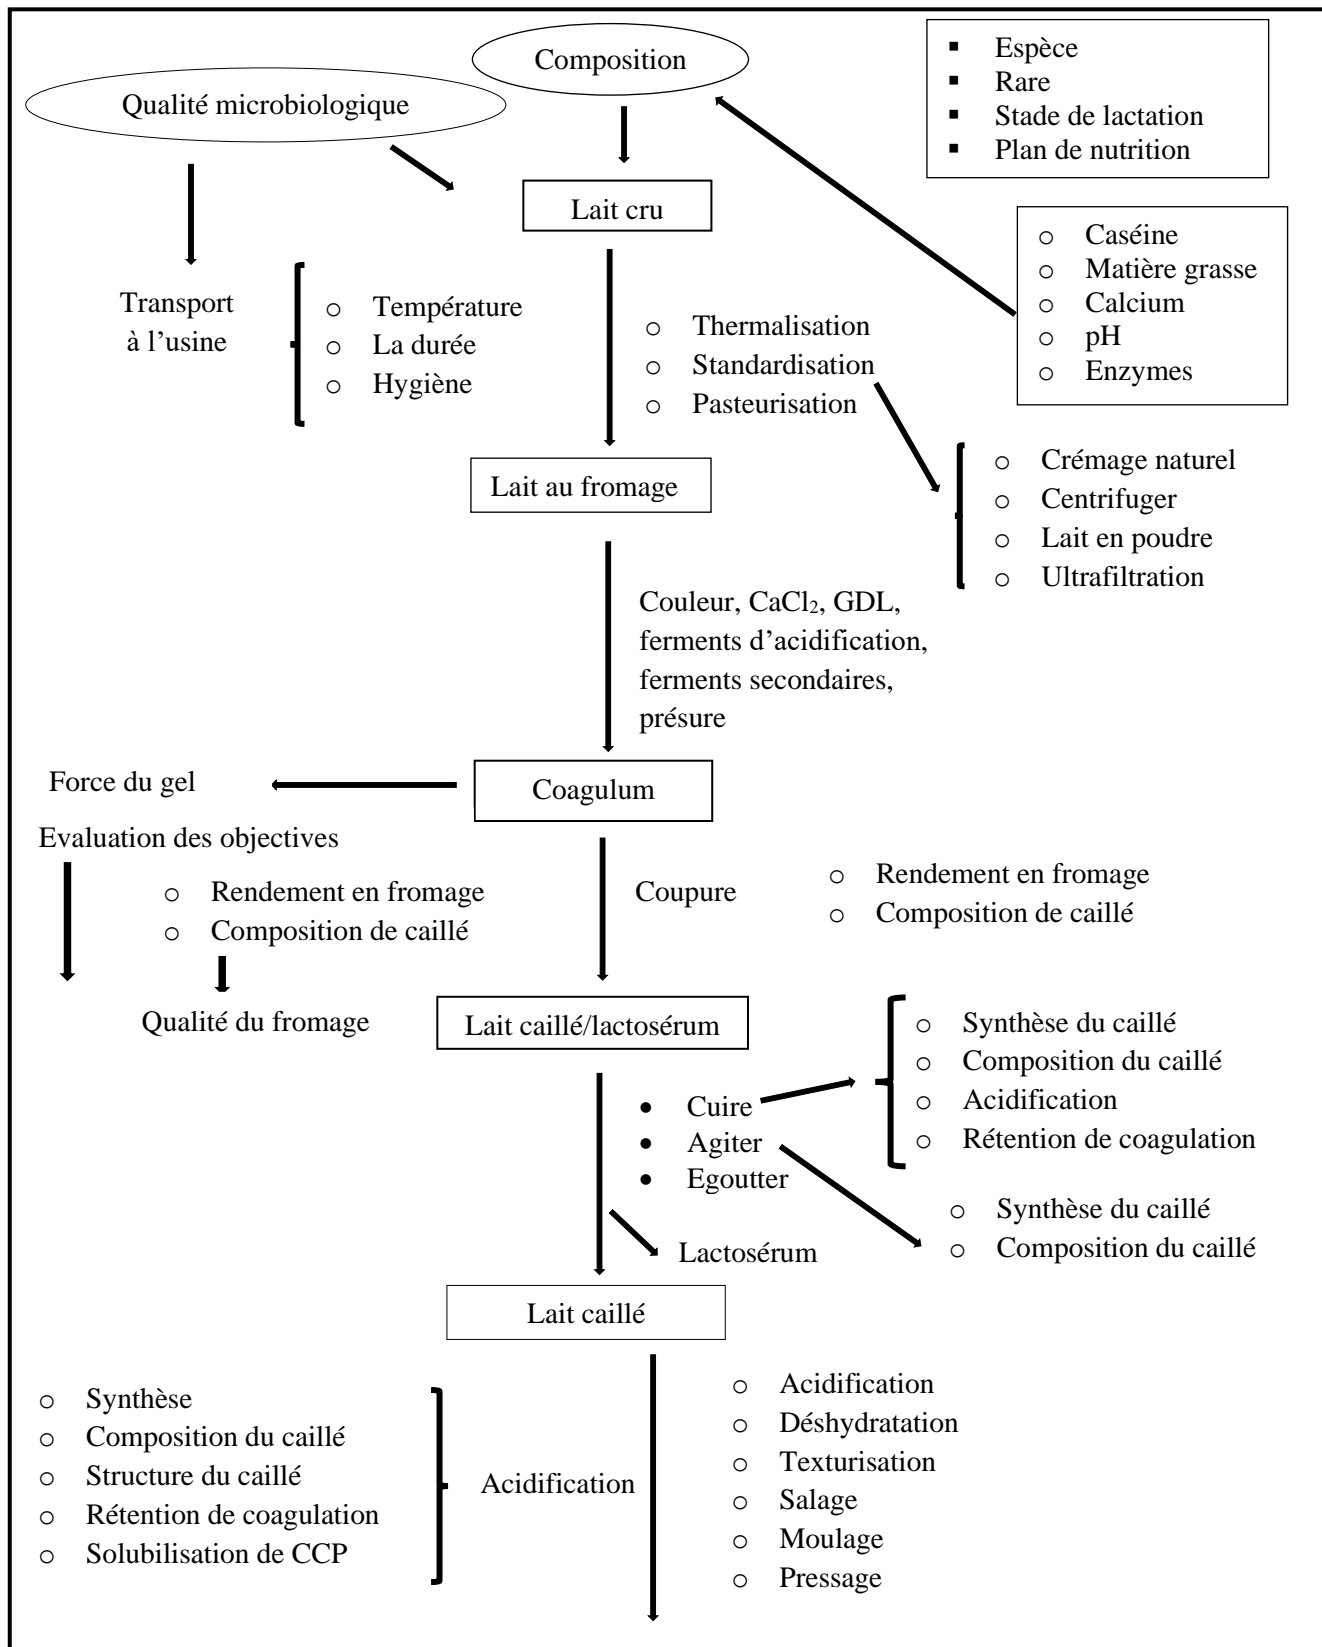 Composition
Qualité microbiologique
Espèce
Rare
Stade de lactation
Plan de nutrition
Lait cru
Caséine
Matière grasse
Calcium
pH
Enzymes
Transport
à l’usine
Température
La durée
Hygiène
Thermalisation
Standardisation
Pasteurisation
Lait au fromage
Crémage naturel
Centrifuger
Lait en poudre
Ultrafiltration
Couleur, CaCl₂, GDL,
ferments d’acidification,
ferments secondaires,
présure
Force du gel
Coagulum
Evaluation des objectives
Rendement en fromage
Composition de caillé
Coupure
Rendement en fromage
Composition de caillé
Qualité du fromage
Lait caillé/lactosérum
Synthèse du caillé
Composition du caillé
Acidification
Rétention de coagulation
Cuire
Agiter
Egoutter
Synthèse du caillé
Composition du caillé
Lactosérum
Lait caillé
Synthèse
Composition du caillé
Structure du caillé
Rétention de coagulation
Solubilisation de CCP
Acidification
Acidification
Déshydratation
Texturisation
Salage
Moulage
Pressage